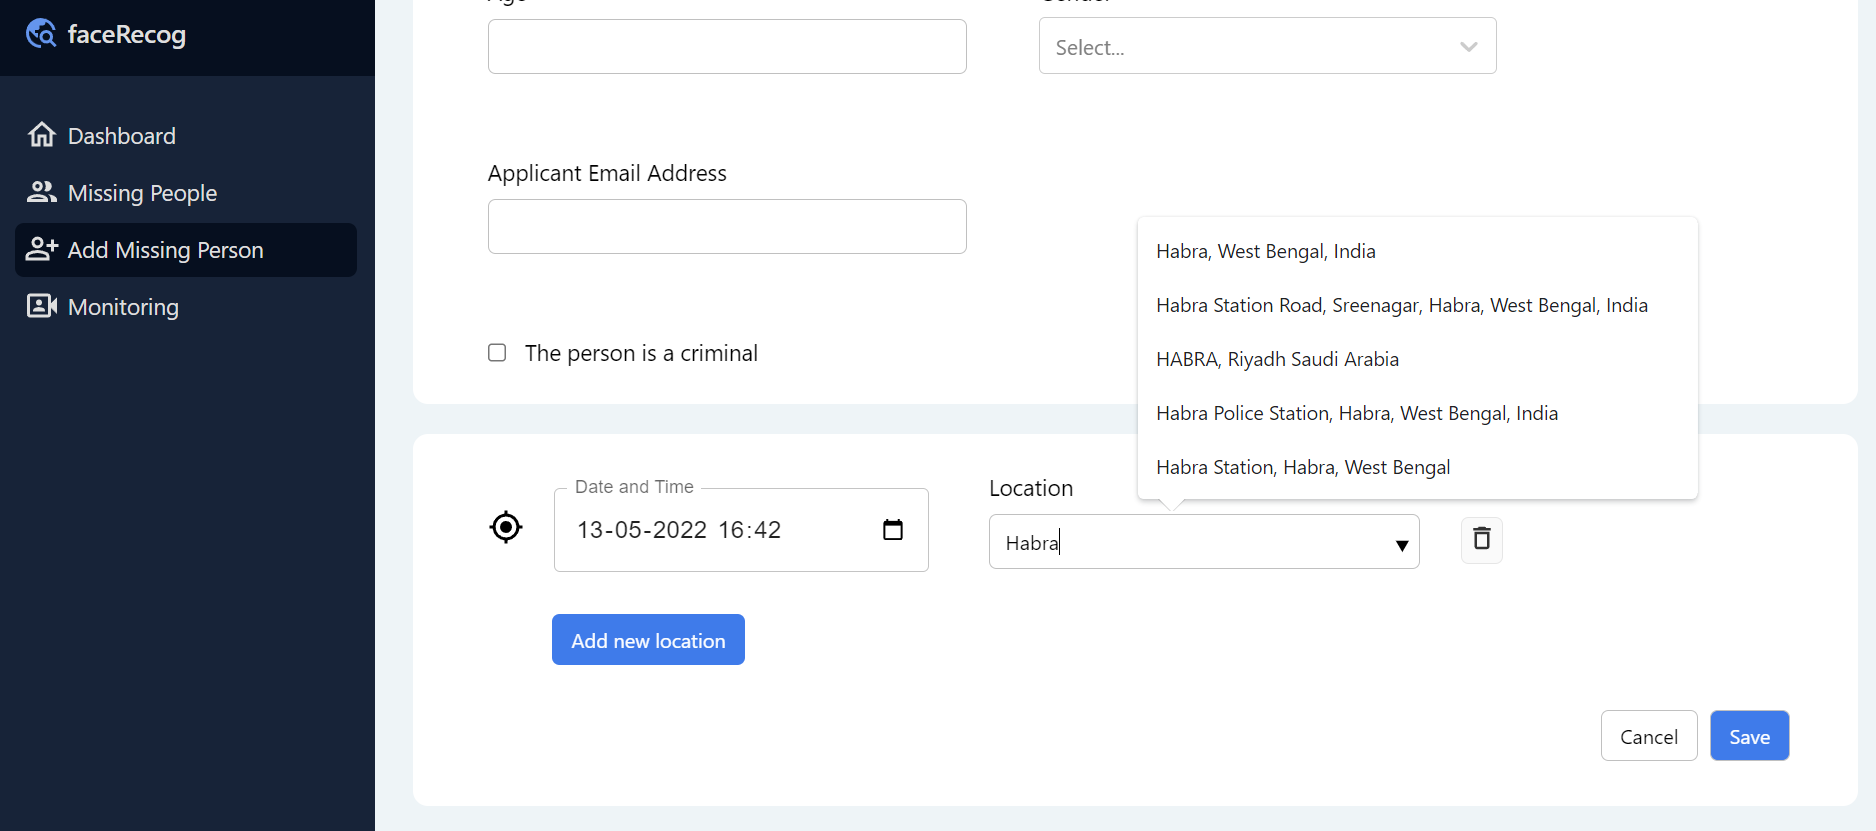 faceRecog
Dashboard
Missing People
Add Missing Person
Monitoring
Select...
Applicant Email Address
The person is a criminal
Habra, West Bengal, India
Habra Station Road, Sreenagar, Habra, West Bengal, India
HABRA, Riyadh Saudi Arabia
Habra Police Station, Habra, West Bengal, India
Habra Station, Habra, West Bengal
Date and Time
13-05-2022 16:42
Location
Habra
Add new location
Cancel
Save